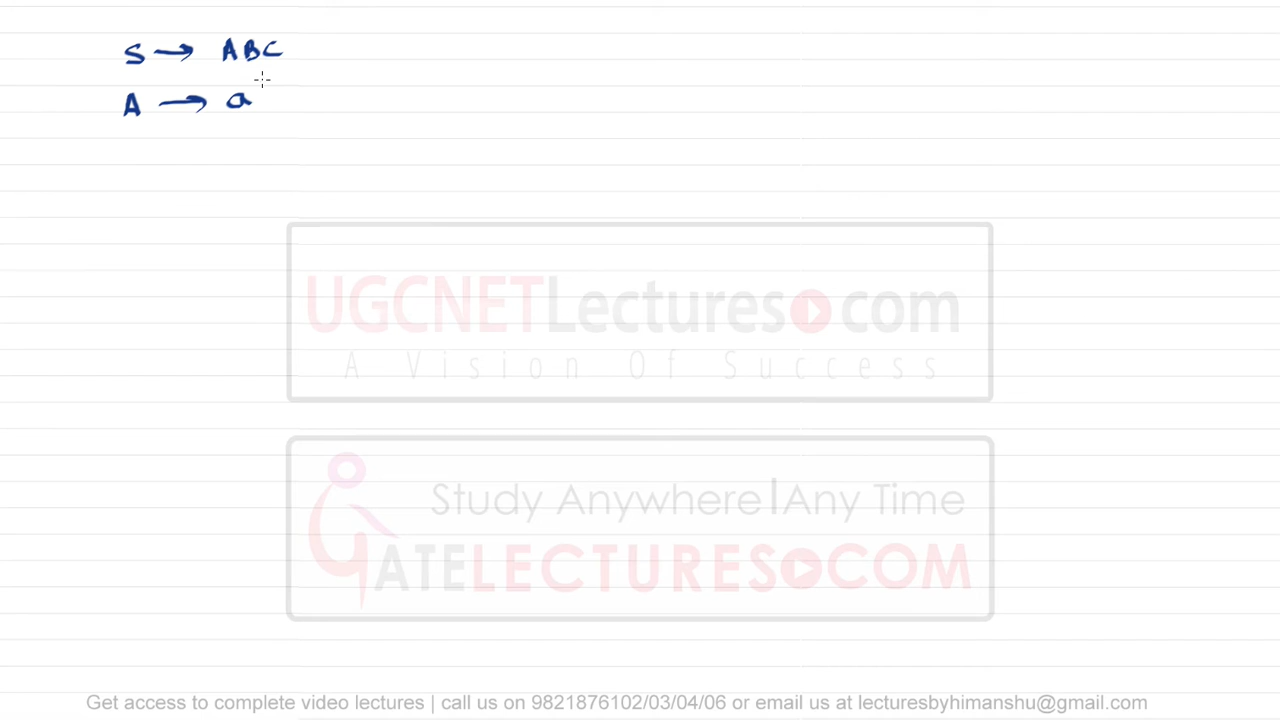 S → ABC
A → a
UGCNETLectures.com
A Vision Of Success
Study Anywhere|Any Time
GATELECTURES.COM
Get access to complete video lectures | call us on 9821876102/03/04/06 or email us at lecturesbyhimanshu@gmail.com